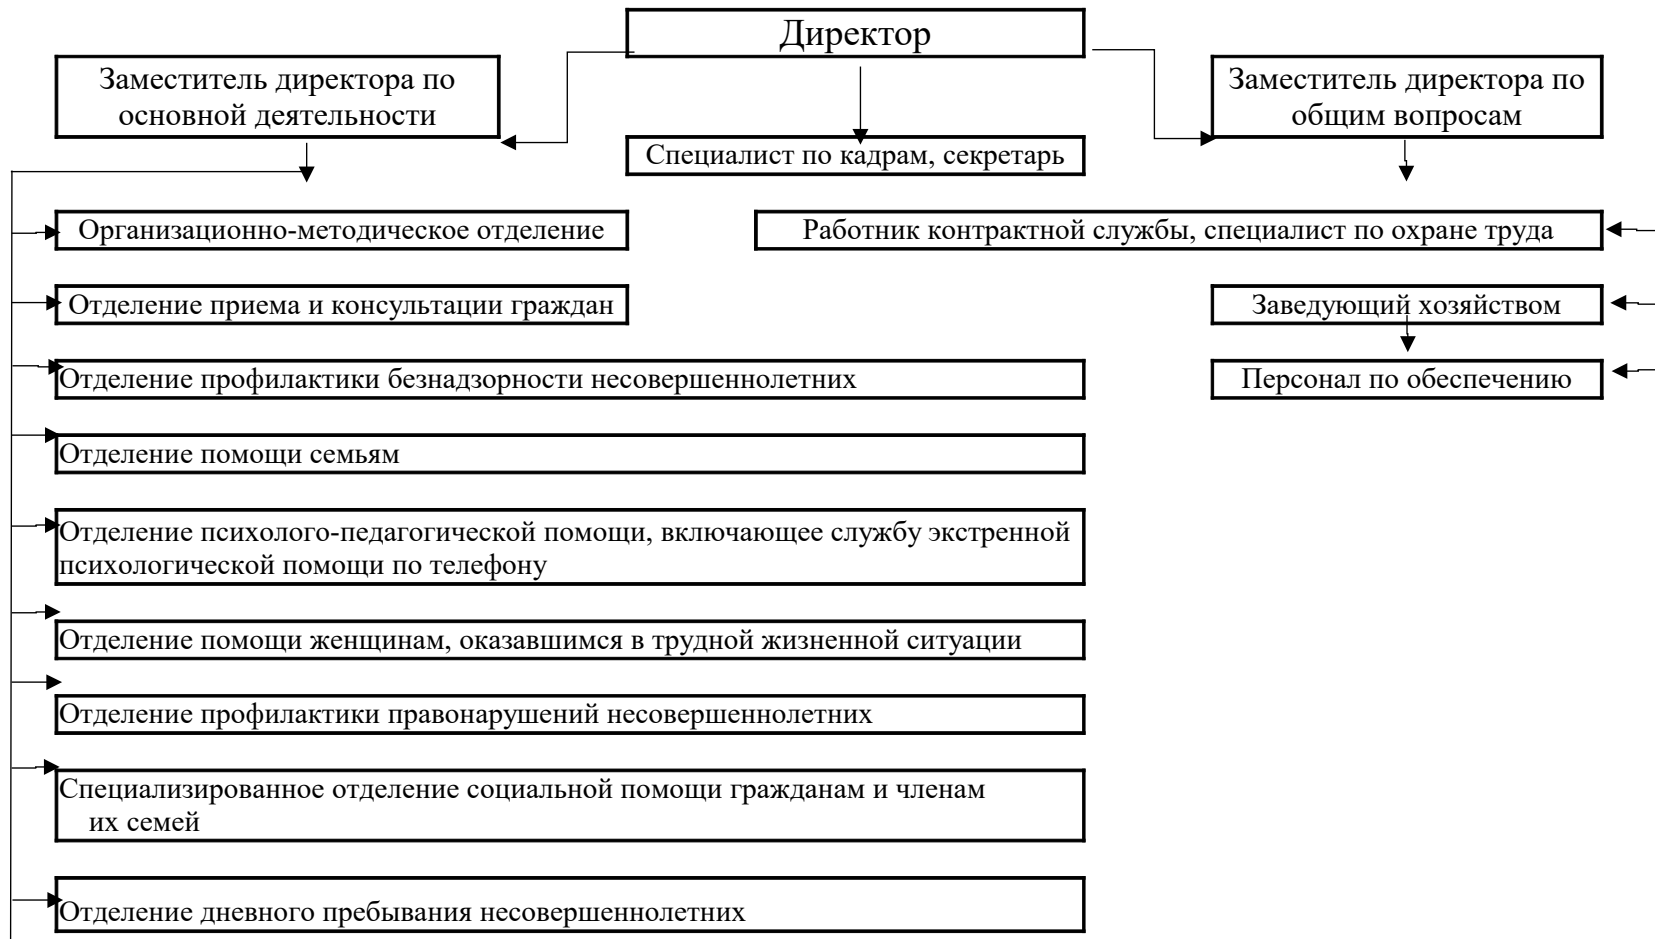 Директор
Заместитель директора по
основной деятельности
Заместитель директора по
общим вопросам
Специалист по кадрам, секретарь
Организационно-методическое отделение
Работник контрактной службы, специалист по охране труда
Отделение приема и консультации граждан
Заведующий хозяйством
Отделение профилактики безнадзорности несовершеннолетних
Персонал по обеспечению
Отделение помощи семьям
Отделение психолого-педагогической помощи, включающее службу экстренной
психологической помощи по телефону
Отделение помощи женщинам, оказавшимся в трудной жизненной ситуации
Отделение профилактики правонарушений несовершеннолетних
Специализированное отделение социальной помощи гражданам и членам
их семей
Отделение дневного пребывания несовершеннолетних